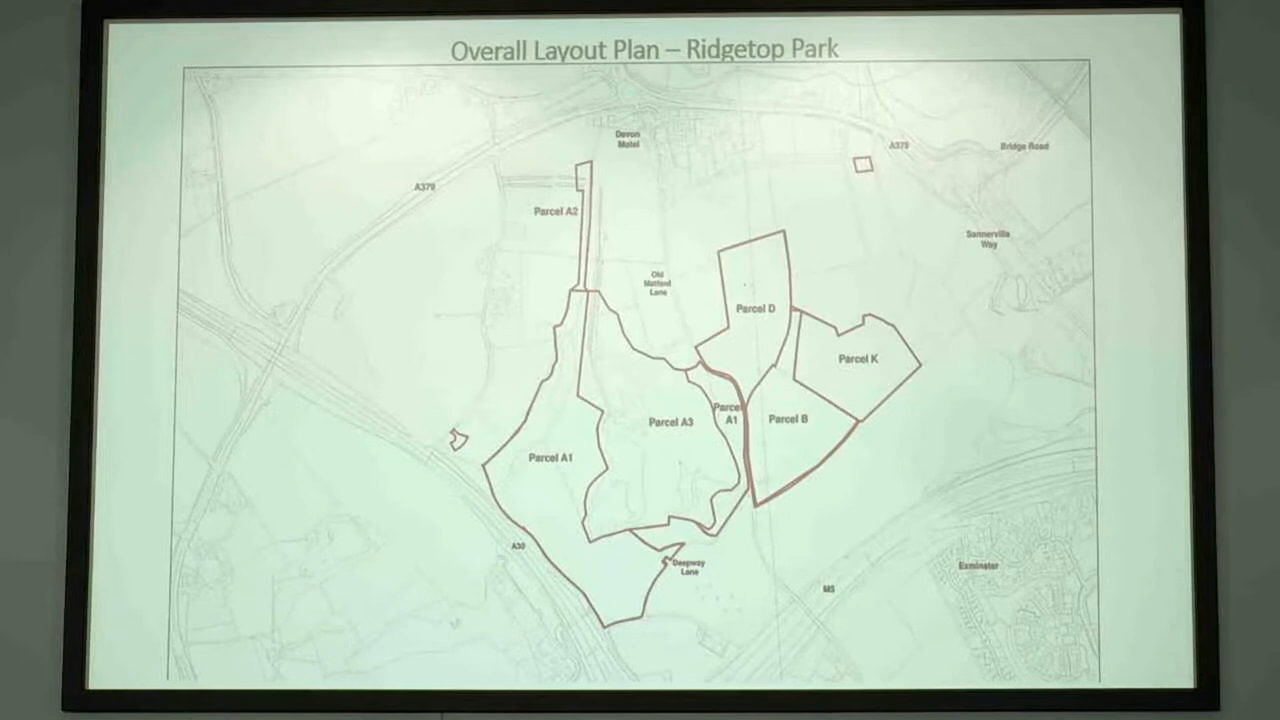 Overall Layout Plan – Ridgetop Park
Devon
Motel
A379
Bridge Road
A379
Parcel A2
Sannerville
Way
Old
Matford
Lane
Parcel D
Parcel K
Parcel
A1
Parcel A3
Parcel B
Parcel A1
A30
Deepway
Lane
Exminster
M5